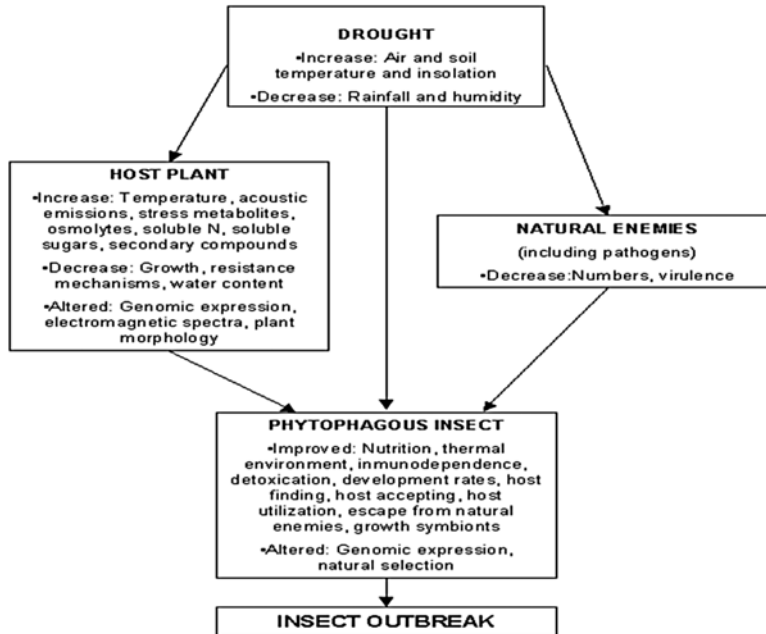 DROUGHT
•Increase: Air and soil
temperature and insolation
•Decrease: Rainfall and humidity
HOST PLANT
•Increase: Temperature, acoustic
emissions, stress metabolites,
osmolytes, soluble N, soluble
sugars, secondary compounds
•Decrease: Growth, resistance
mechanisms, water content
•Altered: Genomic expression,
electromagnetic spectra, plant
morphology
NATURAL ENEMIES
(including pathogens)
•Decrease:Numbers, virulence
PHYTOPHAGOUS INSECT
•Improved: Nutrition, thermal
environment, inmunodependence,
detoxication, development rates, host
finding, host accepting, host
utilization, escape from natural
enemies, growth symbionts
•Altered: Genomic expression,
natural selection
INSECT OUTBREAK